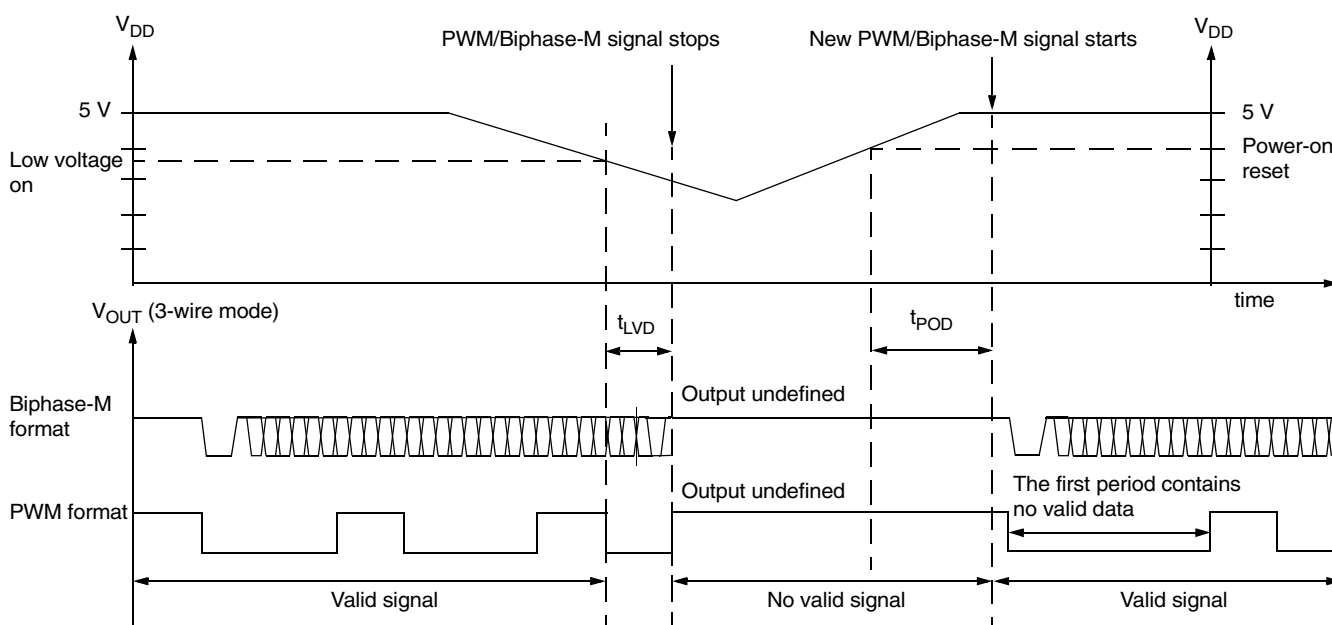 V_DD
PWM/Biphase-M signal stops
New PWM/Biphase-M signal starts
V_DD
5 V
5 V
Low voltage
on
Power-on
reset
time
V_OUT (3-wire mode)
t_LVD
t_POD
Biphase-M
format
Output undefined
PWM format
Output undefined
The first period contains
no valid data
Valid signal
No valid signal
Valid signal